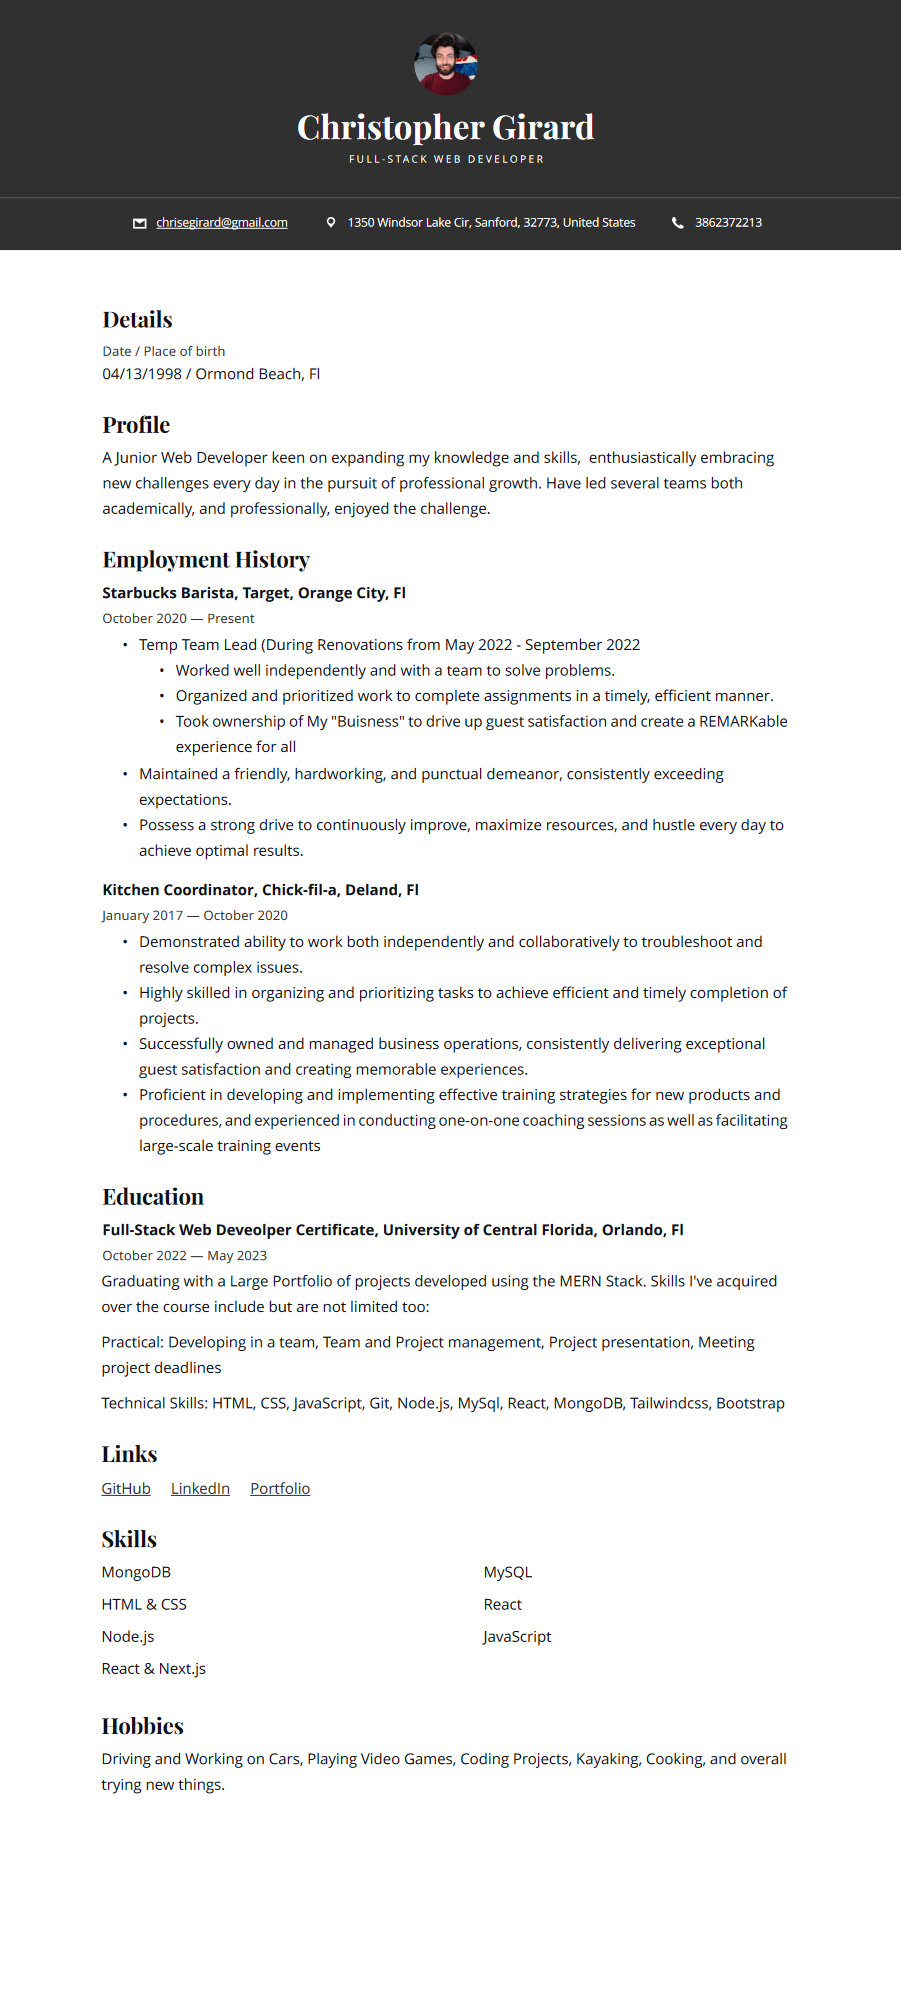 Christopher Girard
FULL-STACK WEB DEVELOPER
chrisegirard@gmail.com 1350 Windsor Lake Cir, Sanford, 32773, United States 3862372213
Details
Date / Place of birth
04/13/1998 / Ormond Beach, Fl
Profile
A Junior Web Developer keen on expanding my knowledge and skills,  enthusiastically embracing
new challenges every day in the pursuit of professional growth. Have led several teams both
academically, and professionally, enjoyed the challenge.
Employment History
Starbucks Barista, Target, Orange City, Fl
October 2020 — Present
• Temp Team Lead (During Renovations from May 2022 - September 2022
• Worked well independently and with a team to solve problems.
• Organized and prioritized work to complete assignments in a timely, efficient manner.
• Took ownership of My "Buisness" to drive up guest satisfaction and create a REMARKable
experience for all
• Maintained a friendly, hardworking, and punctual demeanor, consistently exceeding
expectations.
• Possess a strong drive to continuously improve, maximize resources, and hustle every day to
achieve optimal results.
Kitchen Coordinator, Chick-fil-a, Deland, Fl
January 2017 — October 2020
• Demonstrated ability to work both independently and collaboratively to troubleshoot and
resolve complex issues.
• Highly skilled in organizing and prioritizing tasks to achieve efficient and timely completion of
projects.
• Successfully owned and managed business operations, consistently delivering exceptional
guest satisfaction and creating memorable experiences.
• Proficient in developing and implementing effective training strategies for new products and
procedures, and experienced in conducting one-on-one coaching sessions as well as facilitating
large-scale training events
Education
Full-Stack Web Deveolper Certificate, University of Central Florida, Orlando, Fl
October 2022 — May 2023
Graduating with a Large Portfolio of projects developed using the MERN Stack. Skills I've acquired
over the course include but are not limited too:
Practical: Developing in a team, Team and Project management, Project presentation, Meeting
project deadlines
Technical Skills: HTML, CSS, JavaScript, Git, Node.js, MySql, React, MongoDB, Tailwindcss, Bootstrap
Links
GitHub LinkedIn Portfolio
Skills
MongoDB MySQL
HTML & CSS React
Node.js JavaScript
React & Next.js
Hobbies
Driving and Working on Cars, Playing Video Games, Coding Projects, Kayaking, Cooking, and overall
trying new things.